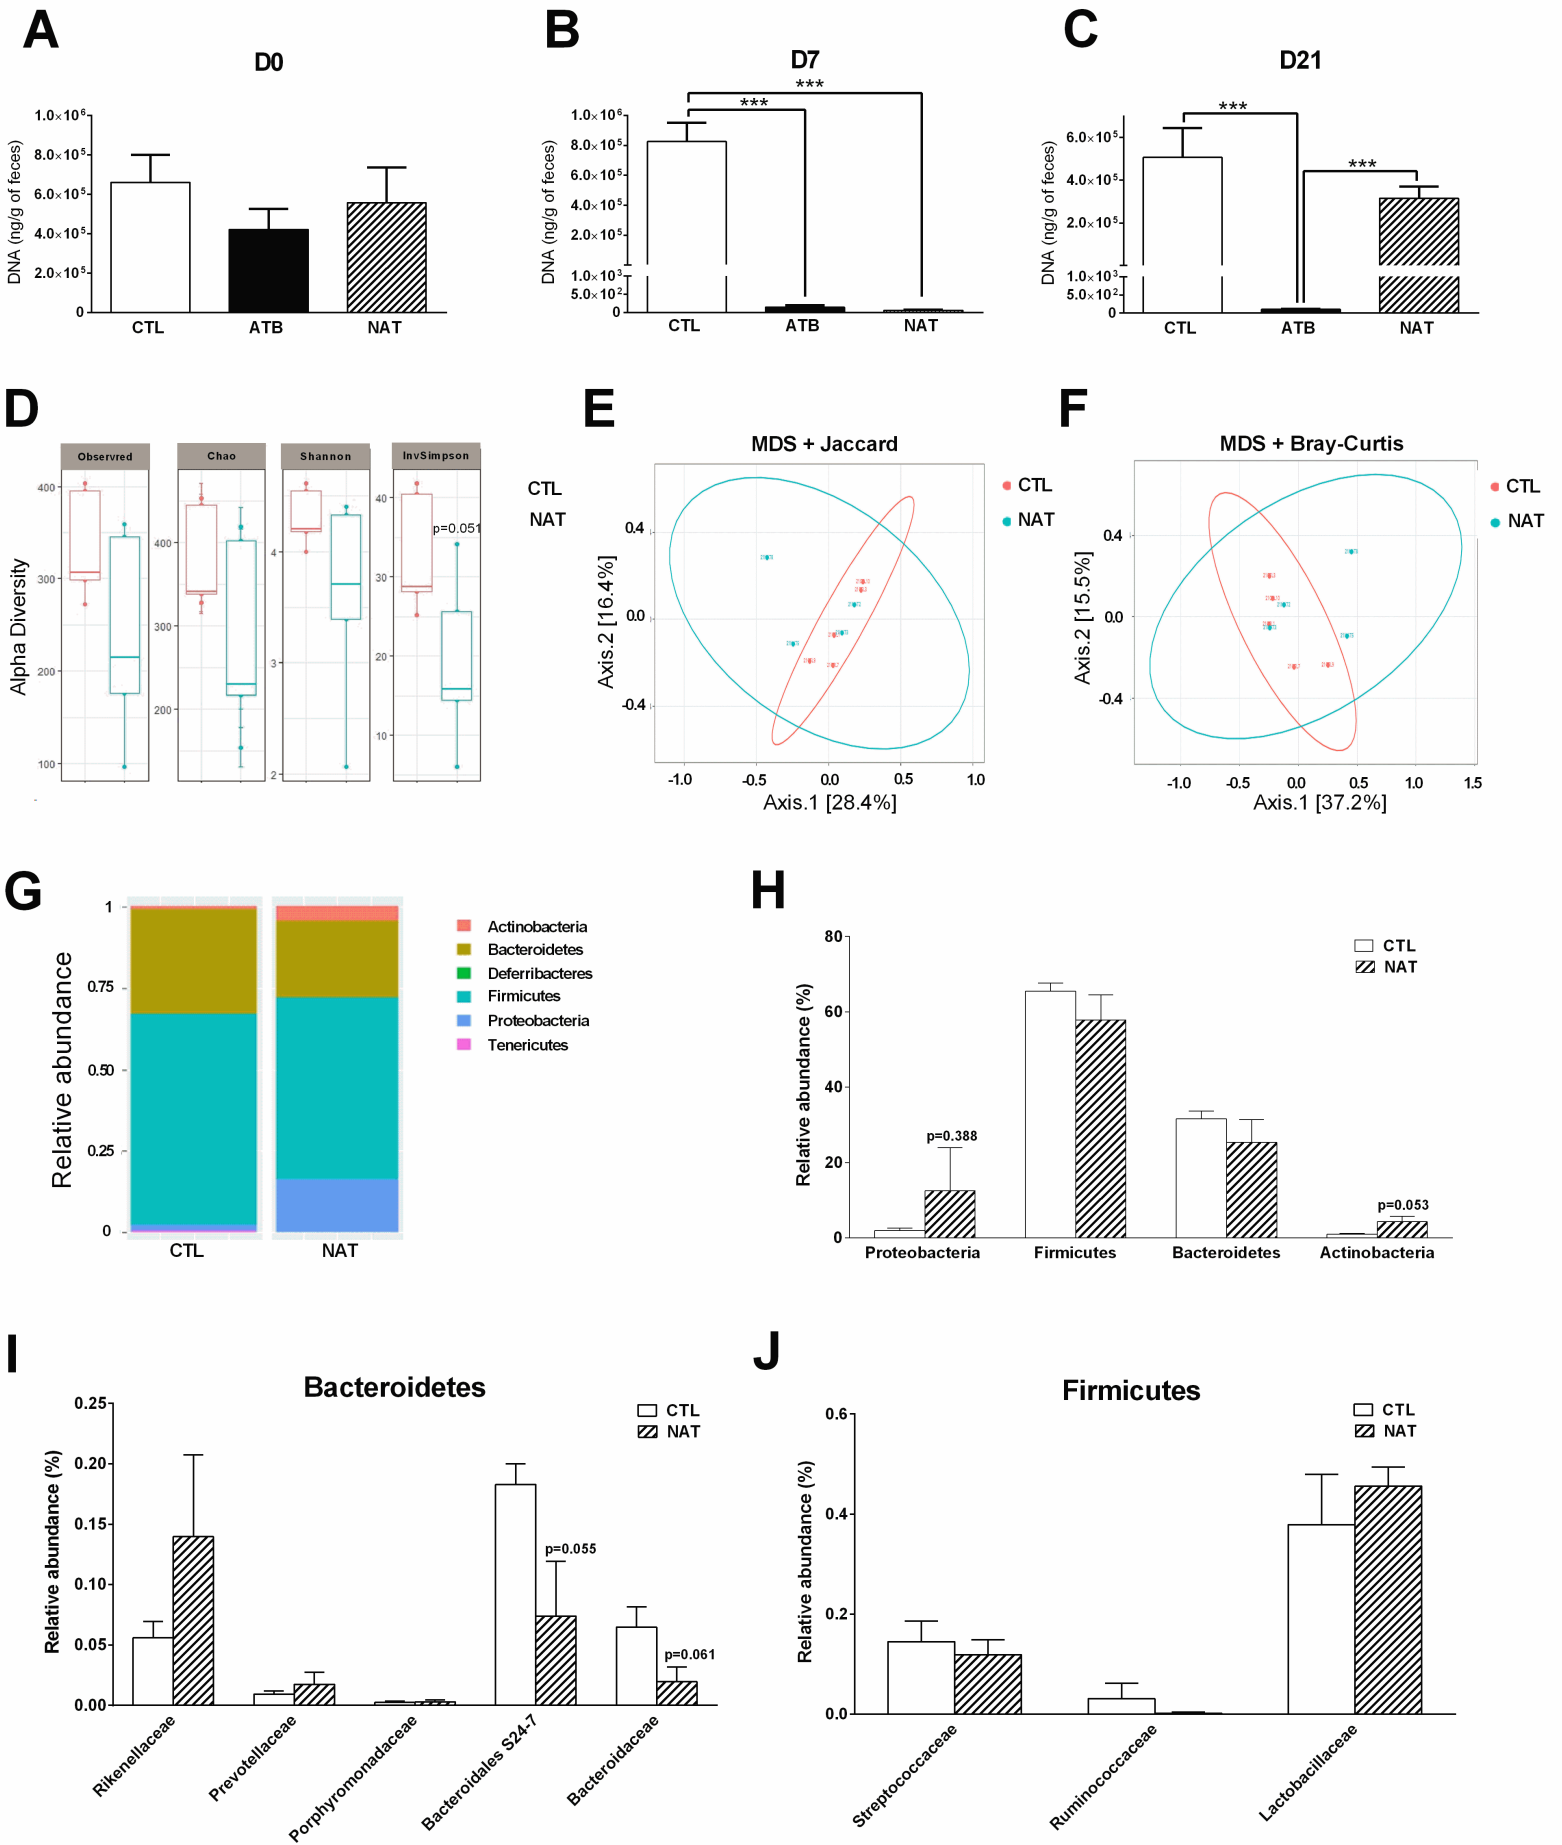 A
D0
DNA (ng/g of feces)
1.0×10⁶
8.0×10⁵
6.0×10⁵
4.0×10⁵
2.0×10⁵
0
CTL ATB NAT
B
D7
***
***
DNA (ng/g of feces)
1.0×10⁶
8.0×10⁵
6.0×10⁵
4.0×10⁵
2.0×10⁵
1.0×10³
5.0×10²
0
CTL ATB NAT
C
D21
***
***
DNA (ng/g of feces)
6.0×10⁵
4.0×10⁵
2.0×10⁵
1.0×10³
5.0×10²
0
CTL ATB NAT
D
Alpha Diversity
Observred Chao Shannon InvSimpson
400
300
200
100
400
300
200
4
3
2
40
30
20
10
p=0.051
CTL
NAT
E
MDS + Jaccard
CTL
NAT
Axis.2 [16.4%]
0.4
0.0
-0.4
-1.0 -0.5 0.0 0.5 1.0
Axis.1 [28.4%]
F
MDS + Bray-Curtis
CTL
NAT
Axis.2 [15.5%]
0.4
0.0
-0.4
-1.0 -0.5 0.0 0.5 1.0 1.5
Axis.1 [37.2%]
G
Relative abundance
1
0.75
0.50
0.25
0
CTL NAT
Actinobacteria
Bacteroidetes
Deferribacteres
Firmicutes
Proteobacteria
Tenericutes
H
Relative abundance (%)
80
60
40
20
0
CTL
NAT
p=0.388
p=0.053
Proteobacteria Firmicutes Bacteroidetes Actinobacteria
I
Bacteroidetes
Relative abundance (%)
0.25
0.20
0.15
0.10
0.05
0.00
CTL
NAT
p=0.055
p=0.061
Rikenellaceae
Prevotellaceae
Porphyromonadaceae
Bacteroidales S24-7
Bacteroidaceae
J
Firmicutes
Relative abundance (%)
0.6
0.4
0.2
0.0
CTL
NAT
Streptococcaceae
Ruminococcaceae
Lactobacillaceae